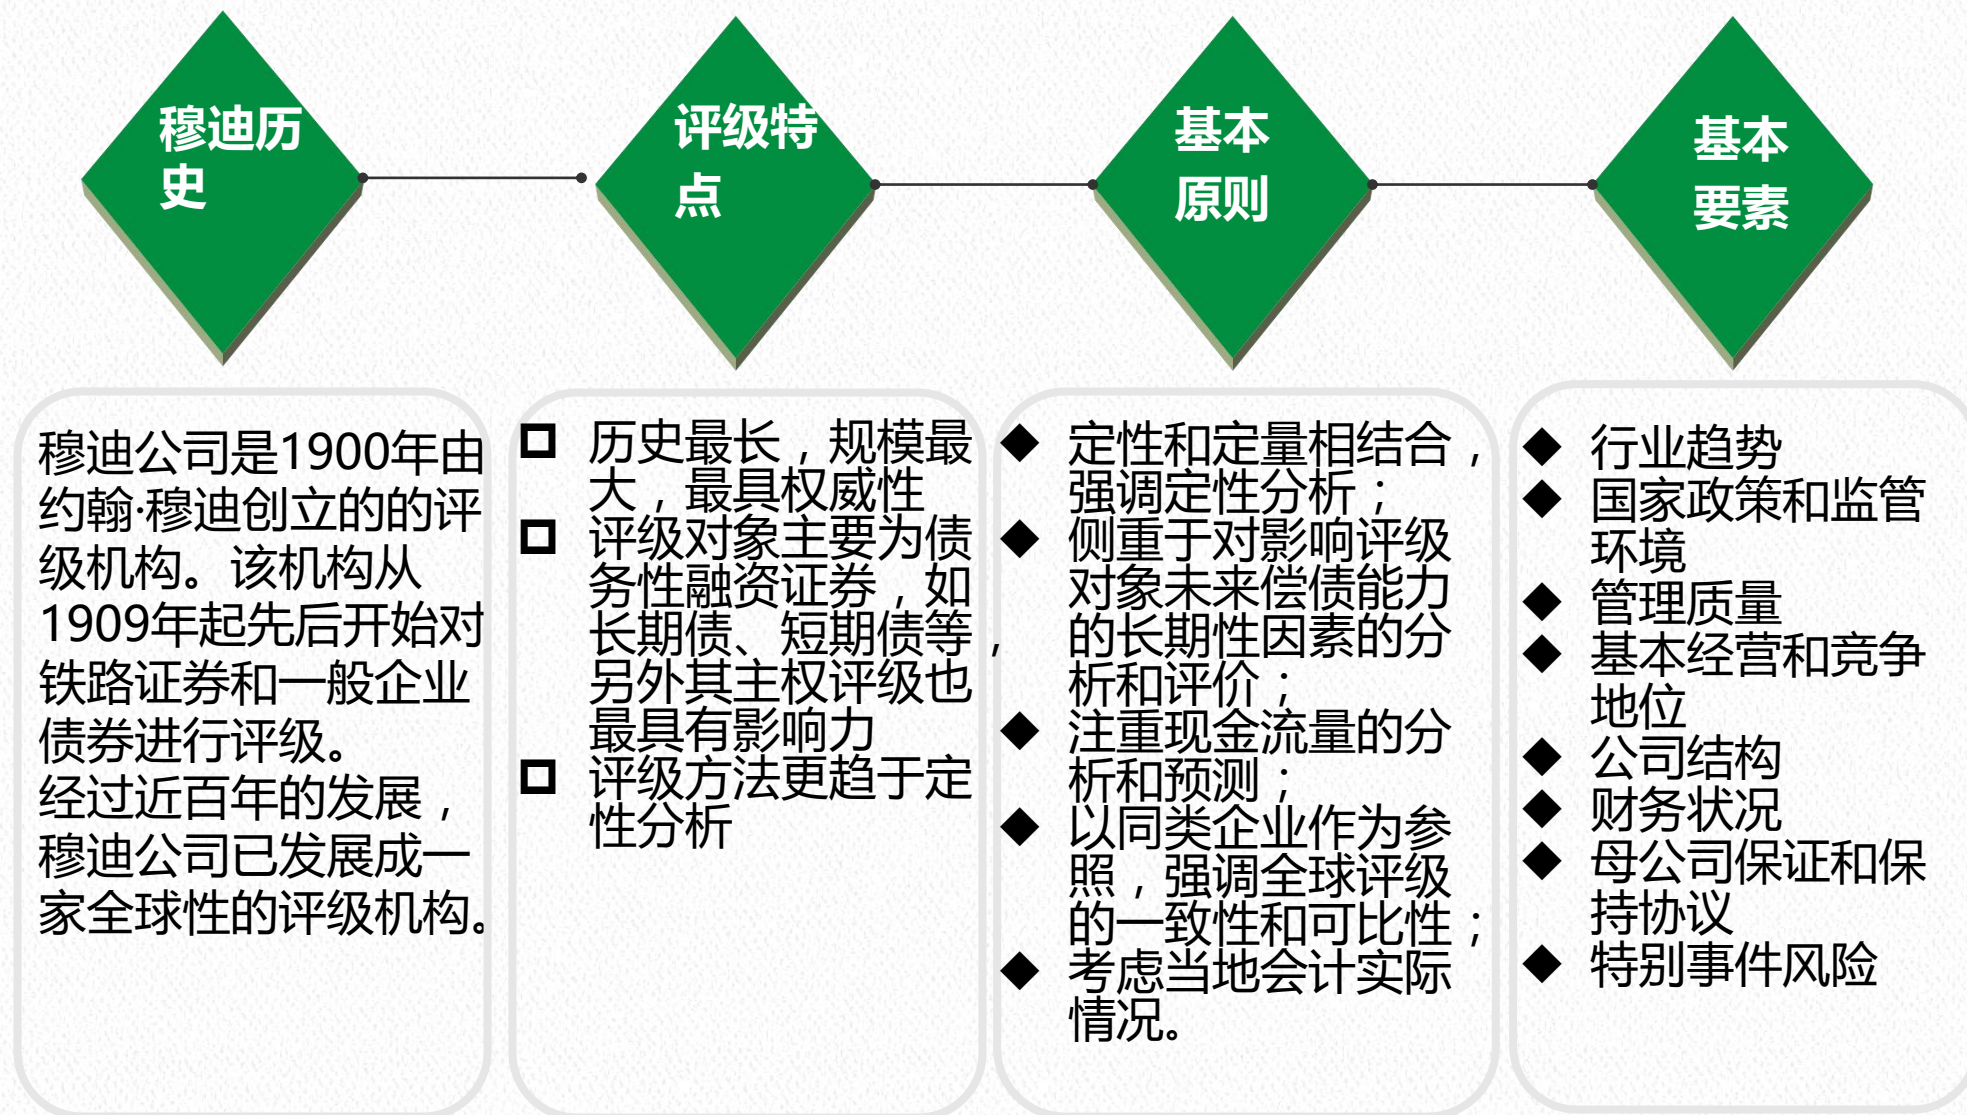 穆迪历
史
评级特
点
基本
原则
基本
要素
穆迪公司是1900年由
约翰·穆迪创立的的评
级机构。该机构从
1909年起先后开始对
铁路证券和一般企业
债券进行评级。
经过近百年的发展，
穆迪公司已发展成一
家全球性的评级机构。
历史最长，规模最
大，最具权威性
评级对象主要为债
务性融资证券，如
长期债、短期债等，
另外其主权评级也
最具有影响力
评级方法更趋于定
性分析
定性和定量相结合，
强调定性分析；
侧重于对影响评级
对象未来偿债能力
的长期性因素的分
析和评价；
注重现金流量的分
析和预测；
以同类企业作为参
照，强调全球评级
的一致性和可比性；
考虑当地会计实际
情况。
行业趋势
国家政策和监管
环境
管理质量
基本经营和竞争
地位
公司结构
财务状况
母公司保证和保
持协议
特别事件风险